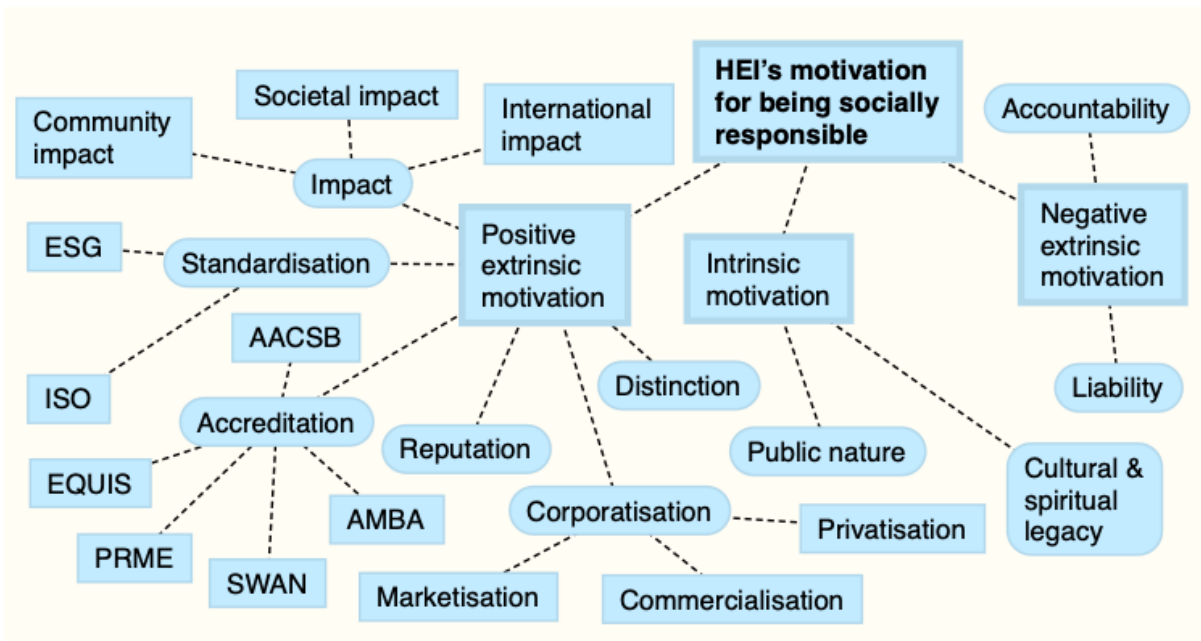 HEI's motivation
for being socially
responsible
Societal impact
International
impact
Community
impact
Accountability
Impact
Positive
extrinsic
motivation
Negative
extrinsic
motivation
Intrinsic
motivation
ESG
Standardisation
AACSB
ISO
Distinction
Liability
Accreditation
Reputation
Public nature
Cultural &
spiritual
legacy
EQUIS
AMBA
Corporatisation
Privatisation
PRME
SWAN
Marketisation
Commercialisation